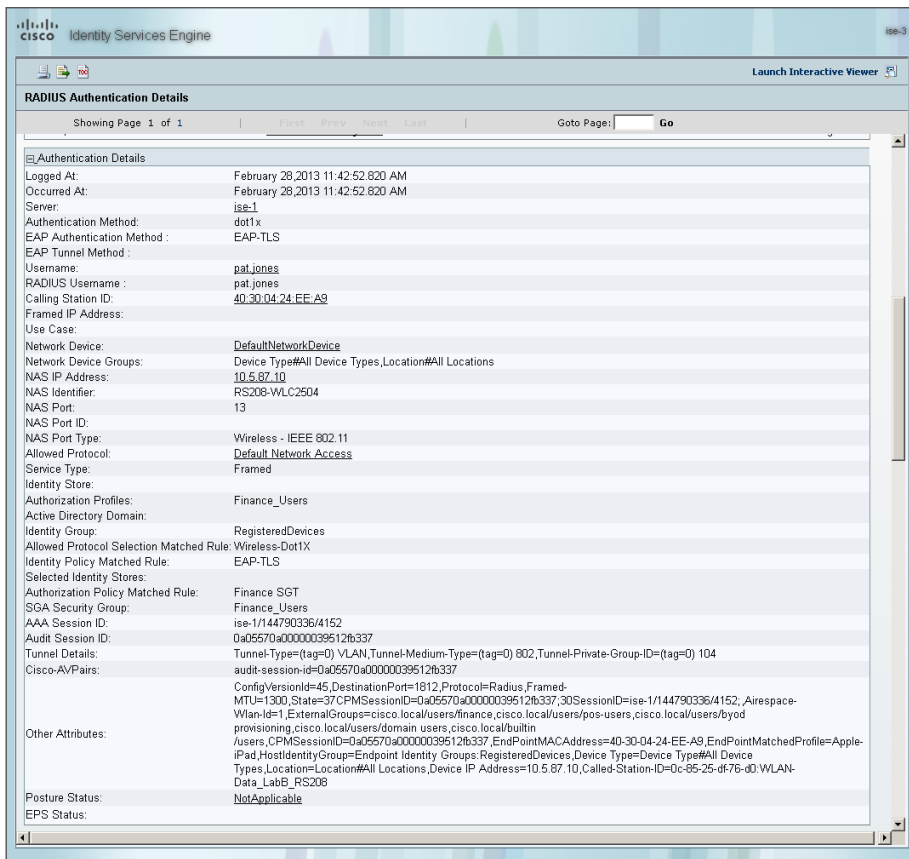 CISCO Identity Services Engine
ise-3
Launch Interactive Viewer
RADIUS Authentication Details
Showing Page 1 of 1 | First Prev Next Last | Goto Page: Go
Authentication Details
Logged At: February 28,2013 11:42:52.820 AM
Occurred At: February 28,2013 11:42:52.820 AM
Server: ise-1
Authentication Method: dot1x
EAP Authentication Method : EAP-TLS
EAP Tunnel Method :
Username: pat.jones
RADIUS Username : pat.jones
Calling Station ID: 40:30:04:24:EE:A9
Framed IP Address:
Use Case:
Network Device: DefaultNetworkDevice
Network Device Groups: Device Type#All Device Types,Location#All Locations
NAS IP Address: 10.5.87.10
NAS Identifier: RS208-WLC2504
NAS Port: 13
NAS Port ID:
NAS Port Type: Wireless - IEEE 802.11
Allowed Protocol: Default Network Access
Service Type: Framed
Identity Store:
Authorization Profiles: Finance_Users
Active Directory Domain:
Identity Group: RegisteredDevices
Allowed Protocol Selection Matched Rule: Wireless-Dot1X
Identity Policy Matched Rule: EAP-TLS
Selected Identity Stores:
Authorization Policy Matched Rule: Finance SGT
SGA Security Group: Finance_Users
AAA Session ID: ise-1/144790336/4152
Audit Session ID: 0a05570a00000039512fb337
Tunnel Details: Tunnel-Type=(tag=0) VLAN,Tunnel-Medium-Type=(tag=0) 802,Tunnel-Private-Group-ID=(tag=0) 104
Cisco-AVPairs: audit-session-id=0a05570a00000039512fb337
Other Attributes: ConfigVersionId=45,DestinationPort=1812,Protocol=Radius,Framed-
MTU=1300,State=37CPMSessionID=0a05570a00000039512fb337;30SessionID=ise-1/144790336/4152;,Airespace-
Wlan-Id=1,ExternalGroups=cisco.local/users/finance,cisco.local/users/pos-users,cisco.local/users/byod
provisioning,cisco.local/users/domain users,cisco.local/builtin
/users,CPMSessionID=0a05570a00000039512fb337,EndPointMACAddress=40-30-04-24-EE-A9,EndPointMatchedProfile=Apple-
iPad,HostIdentityGroup=Endpoint Identity Groups:RegisteredDevices,Device Type=Device Type#All Device
Types,Location=Location#All Locations,Device IP Address=10.5.87.10,Called-Station-ID=0c-85-25-df-76-d0:WLAN-
Data_LabB_RS208
Posture Status: NotApplicable
EPS Status: